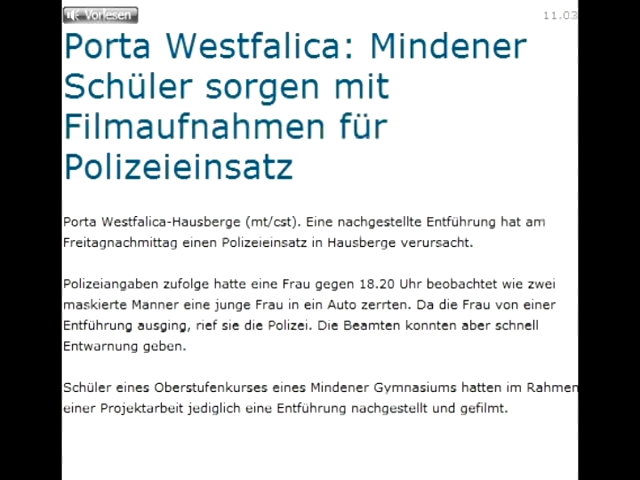 Vorlesen
11.03
Porta Westfalica: Mindener
Schüler sorgen mit
Filmaufnahmen für
Polizeieinsatz
Porta Westfalica-Hausberge (mt/cst). Eine nachgestellte Entführung hat am
Freitagnachmittag einen Polizeieinsatz in Hausberge verursacht.
Polizeiangaben zufolge hatte eine Frau gegen 18.20 Uhr beobachtet wie zwei
maskierte Männer eine junge Frau in ein Auto zerrten. Da die Frau von einer
Entführung ausging, rief sie die Polizei. Die Beamten konnten aber schnell
Entwarnung geben.
Schüler eines Oberstufenkurses eines Mindener Gymnasiums hatten im Rahmen
einer Projektarbeit lediglich eine Entführung nachgestellt und gefilmt.